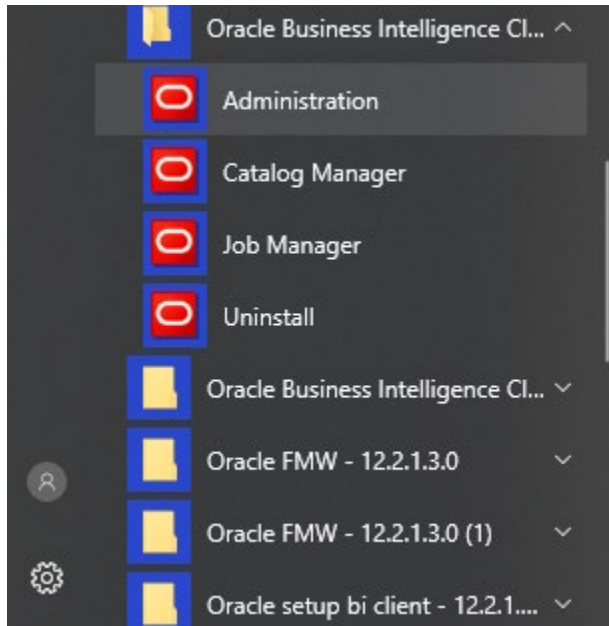 Oracle Business Intelligence Cl...
Administration
Catalog Manager
Job Manager
Uninstall
Oracle Business Intelligence Cl...
Oracle FMW - 12.2.1.3.0
Oracle FMW - 12.2.1.3.0 (1)
Oracle setup bi client - 12.2.1....